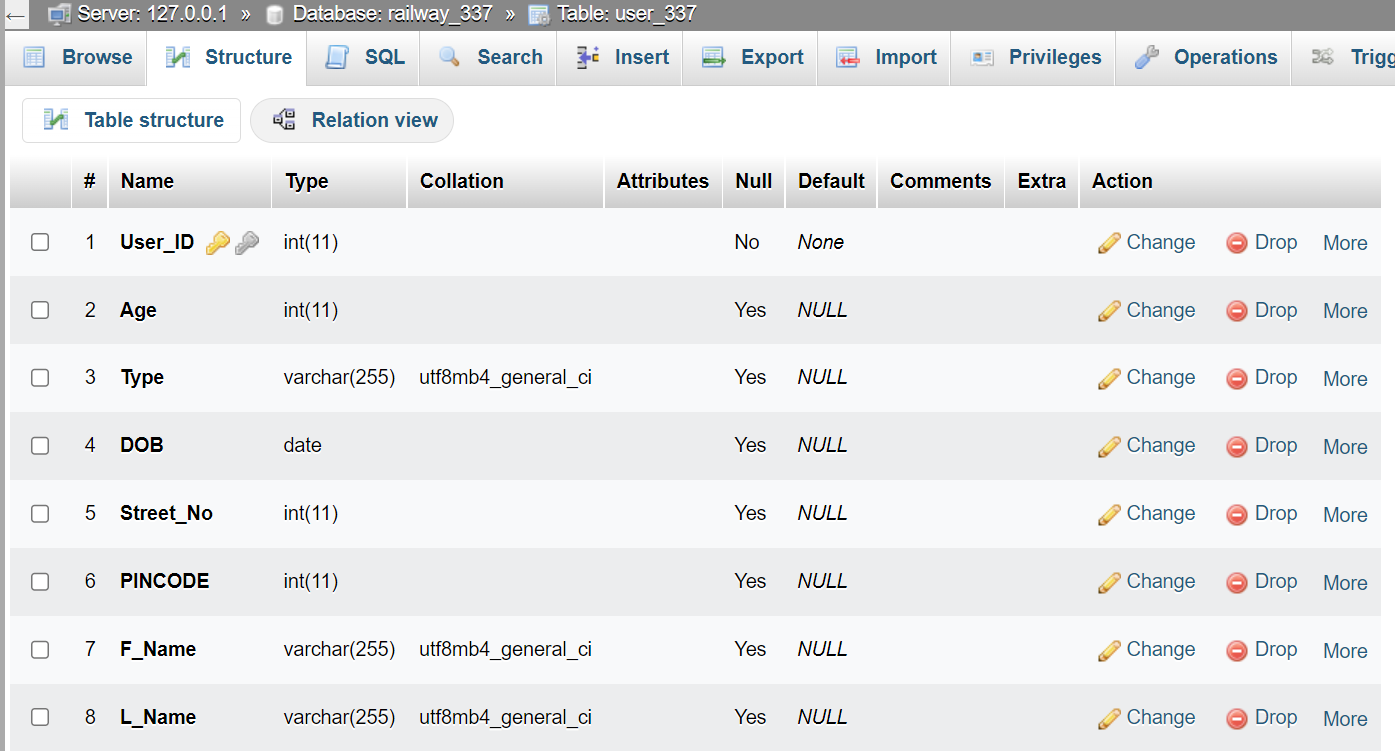 Server: 127.0.0.1 » Database: railway_337 » Table: user_337
Browse Structure SQL Search Insert Export Import Privileges Operations Trigg
Table structure Relation view
# Name Type Collation Attributes Null Default Comments Extra Action
1 User_ID int(11) No None Change Drop More
2 Age int(11) Yes NULL Change Drop More
3 Type varchar(255) utf8mb4_general_ci Yes NULL Change Drop More
4 DOB date Yes NULL Change Drop More
5 Street_No int(11) Yes NULL Change Drop More
6 PINCODE int(11) Yes NULL Change Drop More
7 F_Name varchar(255) utf8mb4_general_ci Yes NULL Change Drop More
8 L_Name varchar(255) utf8mb4_general_ci Yes NULL Change Drop More